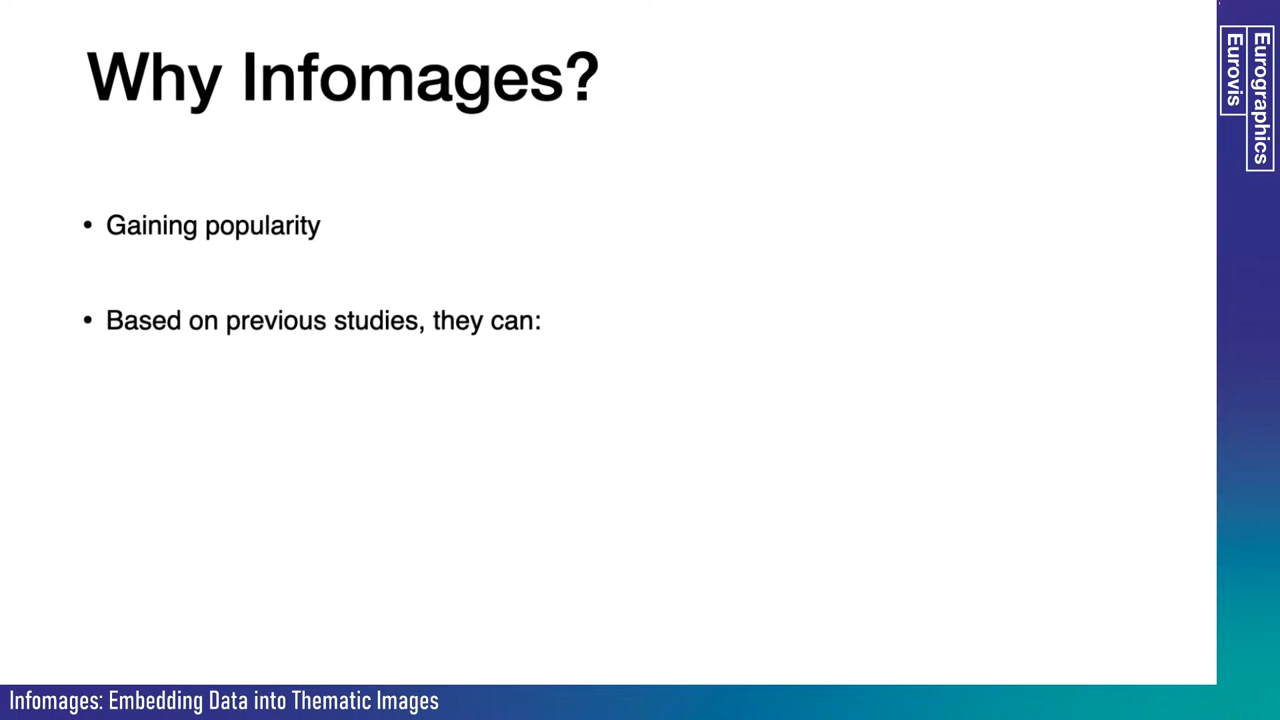 Why Infomages?
• Gaining popularity
• Based on previous studies, they can:
Eurographics
Eurovis
Infomages: Embedding Data into Thematic Images